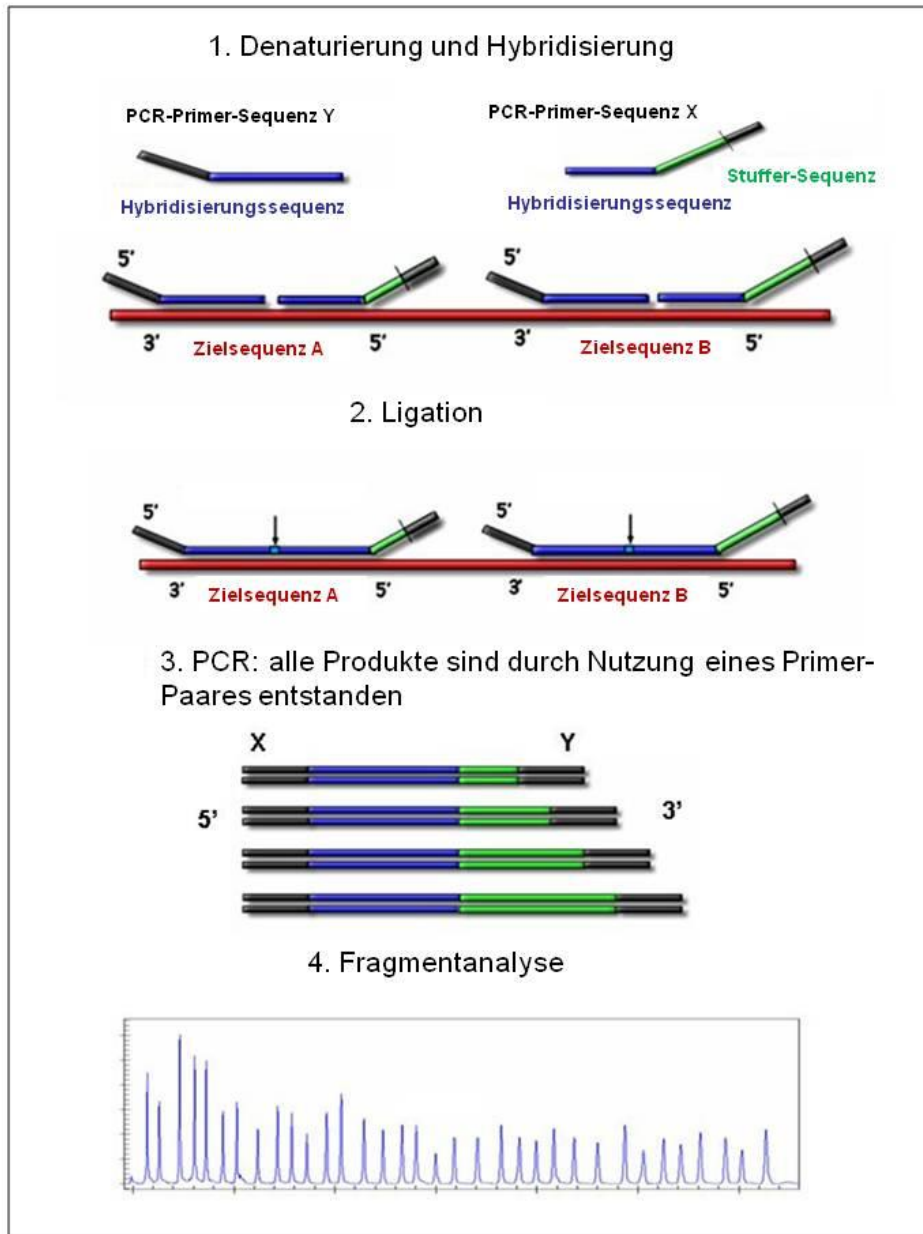 1. Denaturierung und Hybridisierung
PCR-Primer-Sequenz Y
PCR-Primer-Sequenz X
Stuffer-Sequenz
Hybridisierungssequenz
Hybridisierungssequenz
5′
5′
3′
Zielsequenz A
5′
3′
Zielsequenz B
5′
2. Ligation
5′
5′
3′
Zielsequenz A
5′
3′
Zielsequenz B
5′
3. PCR: alle Produkte sind durch Nutzung eines Primer-
Paares entstanden
X
Y
5’
3’
4. Fragmentanalyse